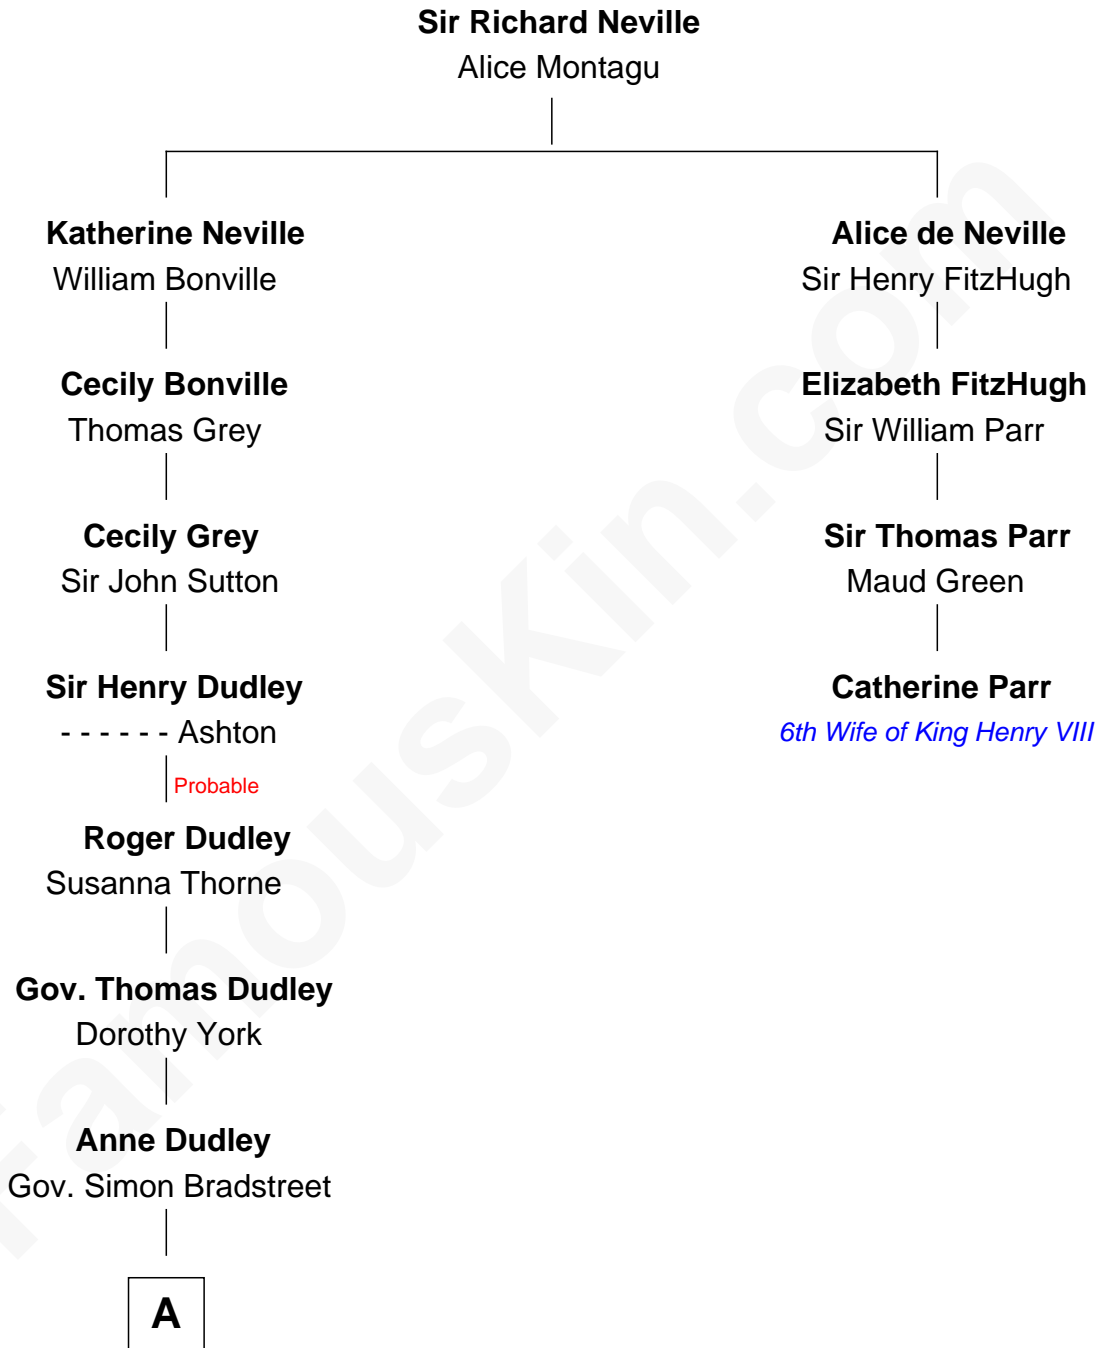 Sir Richard Neville
Alice Montagu
Katherine Neville
William Bonville
Alice de Neville
Sir Henry FitzHugh
Cecily Bonville
Thomas Grey
Elizabeth FitzHugh
Sir William Parr
Cecily Grey
Sir John Sutton
Sir Thomas Parr
Maud Green
Sir Henry Dudley
- - - - - - Ashton
Catherine Parr
6th Wife of King Henry VIII
Probable
Roger Dudley
Susanna Thorne
Gov. Thomas Dudley
Dorothy York
Anne Dudley
Gov. Simon Bradstreet
A
famouskin.com